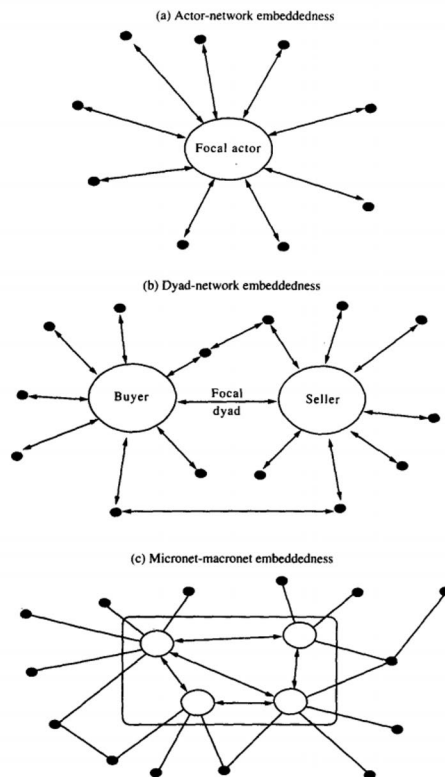 (a) Actor-network embeddedness
Focal actor
(b) Dyad-network embeddedness
Buyer
Focal
dyad
Seller
(c) Micronet-macronet embeddedness